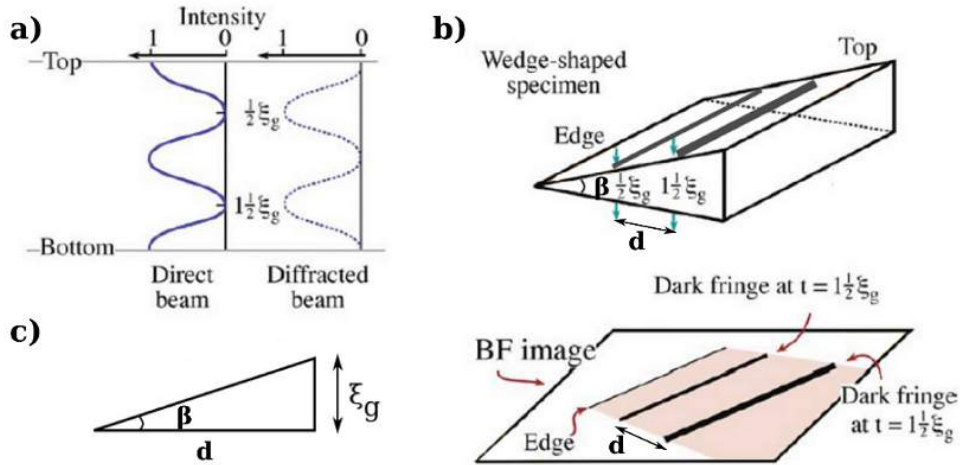 a)
Intensity
1 0 1 0
Top
½ξg
1½ξg
Bottom
Direct beam
Diffracted beam
b)
Wedge-shaped
specimen
Top
Edge
β ½ξg 1½ξg
d
c)
β
d
ξg
Dark fringe at t = 1½ξg
BF image
Dark fringe
at t = 1½ξg
Edge
d